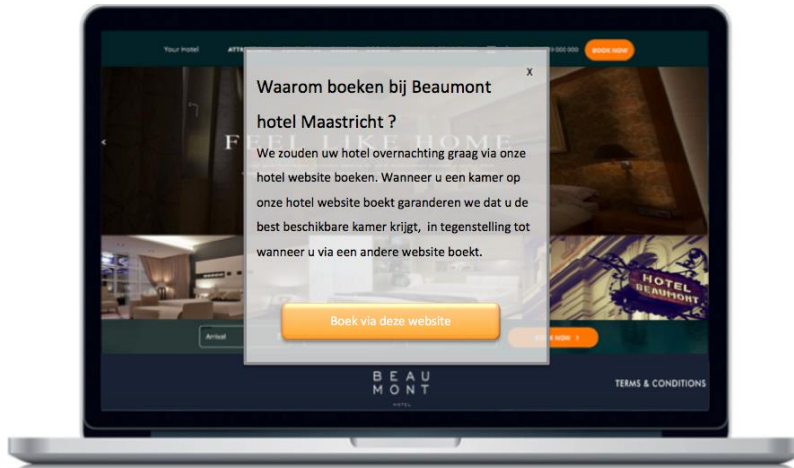 Your Hotel
BOOK NOW
X
Waarom boeken bij Beaumont
hotel Maastricht ?
FEEL LIKE HOME
We zouden uw hotel overnachting graag via onze
hotel website boeken. Wanneer u een kamer op
onze hotel website boekt garanderen we dat u de
best beschikbare kamer krijgt, in tegenstelling tot
wanneer u via een andere website boekt.
HOTEL
BEAUMONT
Boek via deze website
Arrival
NOW
BEAU
MONT
HOTEL
TERMS & CONDITIONS